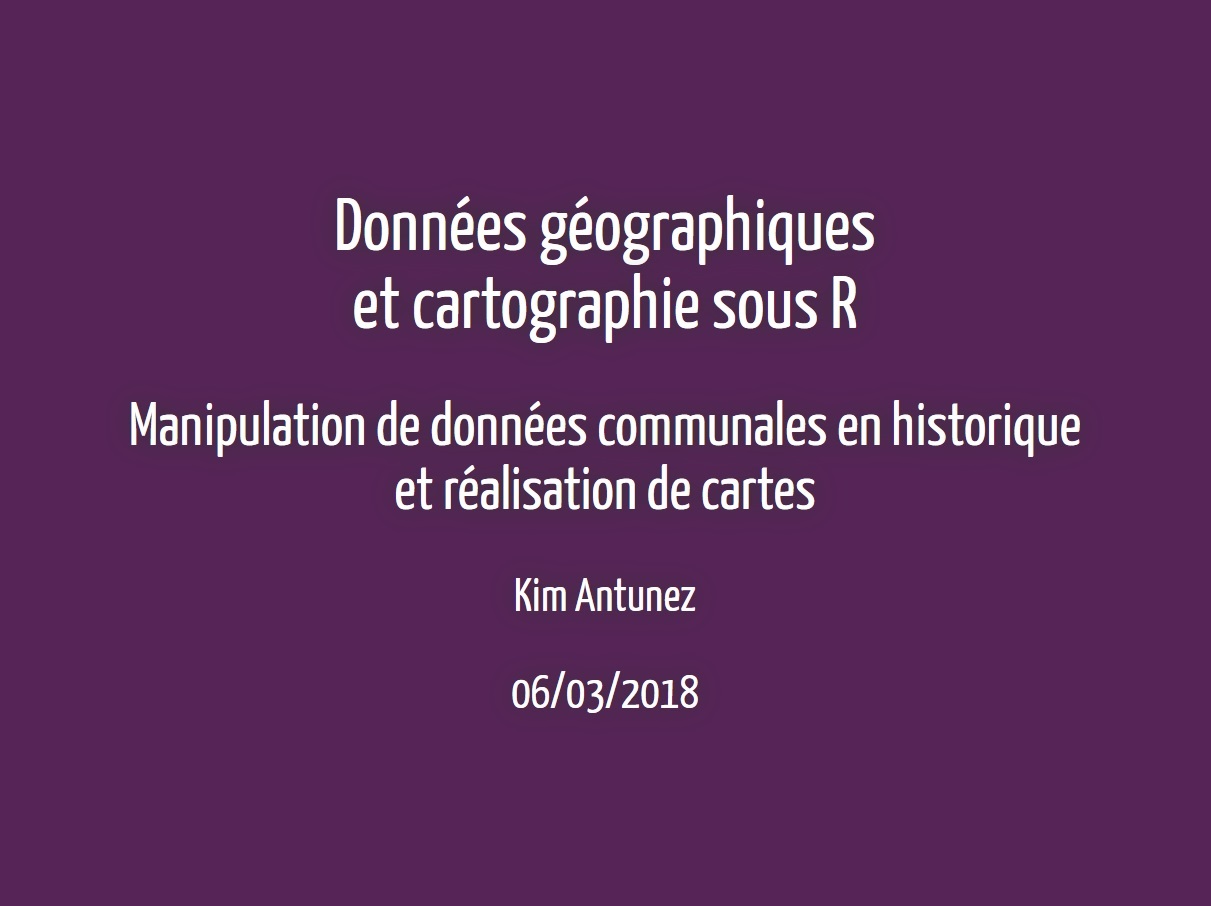 Données géographiques
et cartographie sous R
Manipulation de données communales en historique
et réalisation de cartes
Kim Antunez
06/03/2018